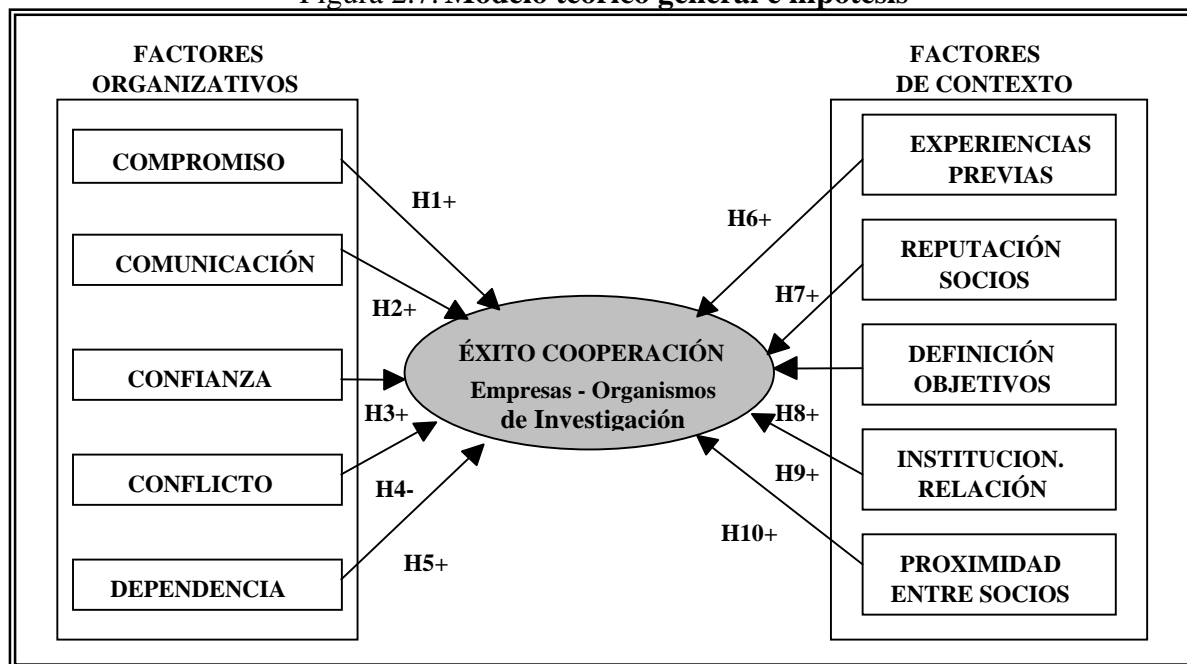 Figura 2.7. Modelo teórico general e hipótesis
FACTORES
ORGANIZATIVOS
COMPROMISO
COMUNICACIÓN
CONFIANZA
CONFLICTO
DEPENDENCIA
H1+
H2+
H3+
H4-
H5+
ÉXITO COOPERACIÓN
Empresas - Organismos
de Investigación
H6+
H7+
H8+
H9+
H10+
FACTORES
DE CONTEXTO
EXPERIENCIAS
PREVIAS
REPUTACIÓN
SOCIOS
DEFINICIÓN
OBJETIVOS
INSTITUCION.
RELACIÓN
PROXIMIDAD
ENTRE SOCIOS